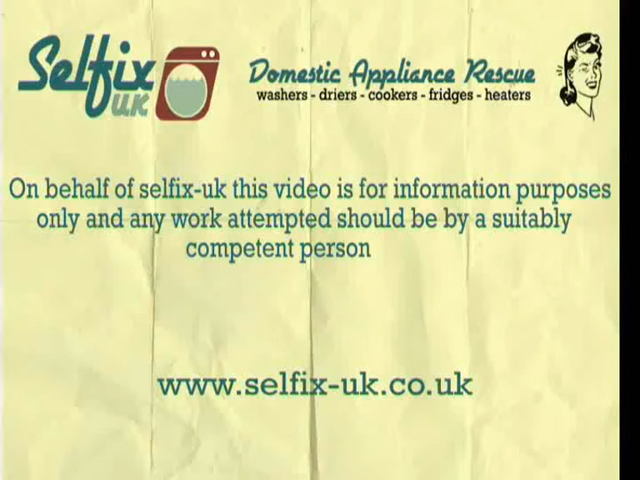 Selfix
UK
Domestic Appliance Rescue
washers - driers - cookers - fridges - heaters
On behalf of selfix-uk this video is for information purposes
only and any work attempted should be by a suitably
competent person
www.selfix-uk.co.uk